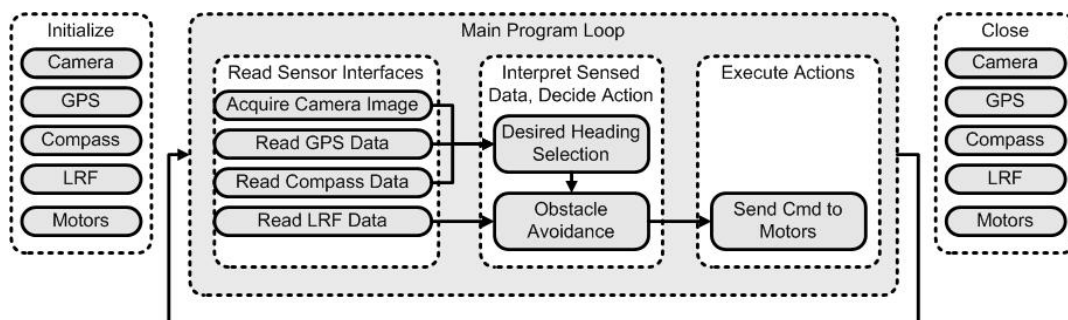 Initialize
Camera
GPS
Compass
LRF
Motors
Main Program Loop
Read Sensor Interfaces
Acquire Camera Image
Read GPS Data
Read Compass Data
Read LRF Data
Interpret Sensed
Data, Decide Action
Desired Heading
Selection
Obstacle
Avoidance
Execute Actions
Send Cmd to
Motors
Close
Camera
GPS
Compass
LRF
Motors